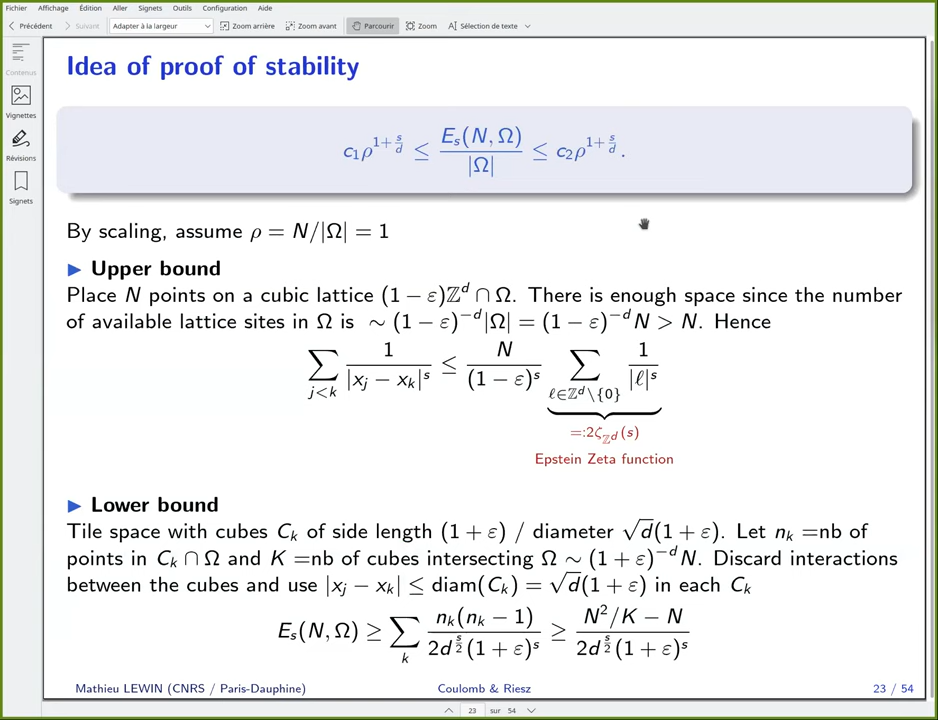 Fichier Affichage Édition Aller Signets Outils Configuration Aide
Précédent Suivant Adapter à la largeur Zoom arrière Zoom avant Parcourir Zoom Sélection de texte
Contenus
Vignettes
Révisions
Signets
Idea of proof of stability
c₁ρ^{1+s/d} ≤ E_s(N, Ω)/|Ω| ≤ c₂ρ^{1+s/d}.
By scaling, assume ρ = N/|Ω| = 1
▶ Upper bound
Place N points on a cubic lattice (1 − ε)ℤ^d ∩ Ω. There is enough space since the number
of available lattice sites in Ω is ∼ (1 − ε)^{−d}|Ω| = (1 − ε)^{−d}N > N. Hence
∑_{j<k} 1/|x_j − x_k|^s ≤ N/(1 − ε)^s ∑_{ℓ∈ℤ^d\{0}} 1/|ℓ|^s
=:2ζ_{ℤ^d}(s)
Epstein Zeta function
▶ Lower bound
Tile space with cubes C_k of side length (1 + ε) / diameter √d(1 + ε). Let n_k =nb of
points in C_k ∩ Ω and K =nb of cubes intersecting Ω ∼ (1 + ε)^{−d}N. Discard interactions
between the cubes and use |x_j − x_k| ≤ diam(C_k) = √d(1 + ε) in each C_k
E_s(N, Ω) ≥ ∑_k n_k(n_k − 1)/2d^{s/2}(1 + ε)^s ≥ N²/K − N/2d^{s/2}(1 + ε)^s
Mathieu LEWIN (CNRS / Paris-Dauphine) Coulomb & Riesz 23 / 54
23 sur 54